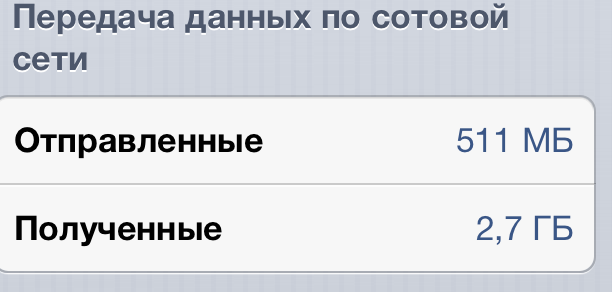 Передача данных по сотовой
сети
Отправленные 511 МБ
Полученные 2,7 ГБ